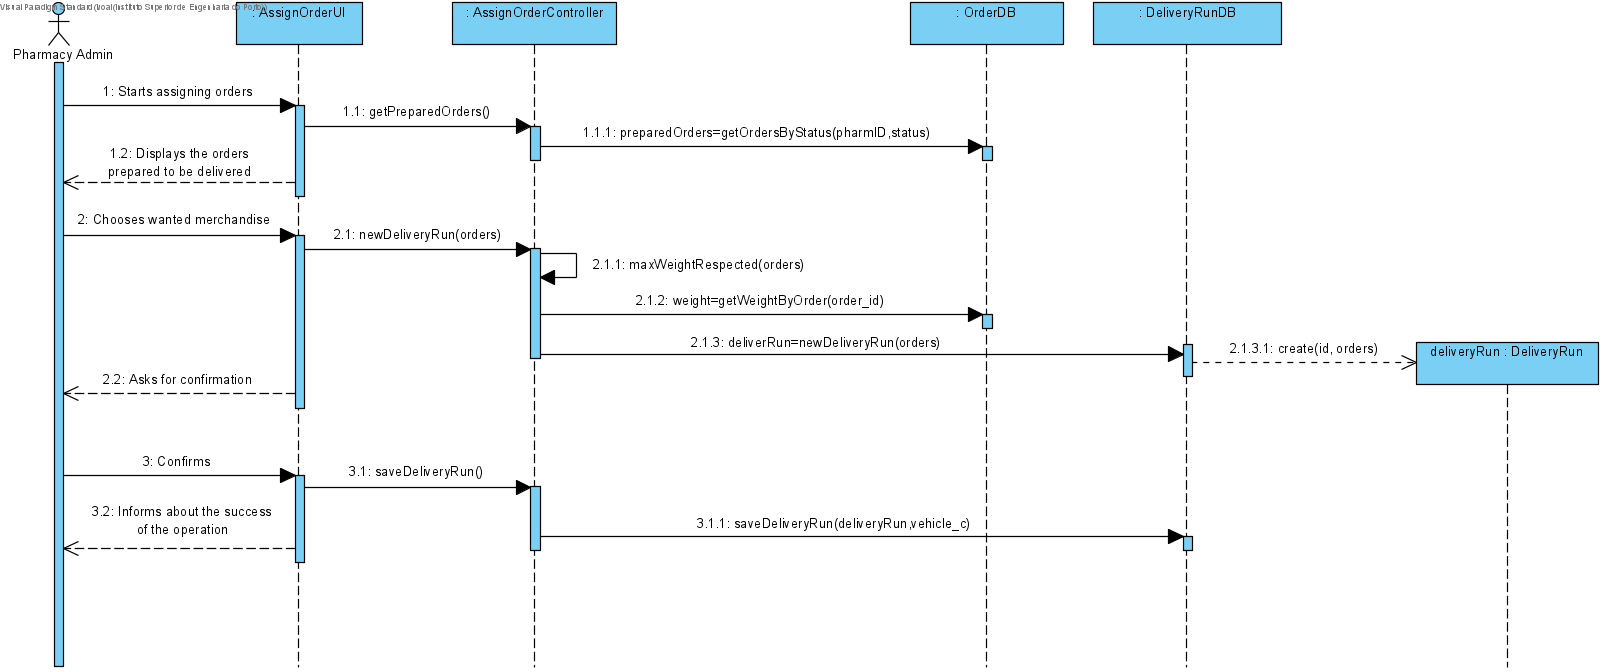 Visual Paradigm Standard (Instituto Superior de Engenharia do Porto)
: AssignOrderUI
: AssignOrderController
: OrderDB
: DeliveryRunDB
Pharmacy Admin
1: Starts assigning orders
1.1: getPreparedOrders()
1.1.1: preparedOrders=getOrdersByStatus(pharmID,status)
1.2: Displays the orders
prepared to be delivered
2: Chooses wanted merchandise
2.1: newDeliveryRun(orders)
2.1.1: maxWeightRespected(orders)
2.1.2: weight=getWeightByOrder(order_id)
2.1.3: deliverRun=newDeliveryRun(orders)
2.1.3.1: create(id, orders)
deliveryRun : DeliveryRun
2.2: Asks for confirmation
3: Confirms
3.1: saveDeliveryRun()
3.2: Informs about the success
of the operation
3.1.1: saveDeliveryRun(deliveryRun,vehicle_c)